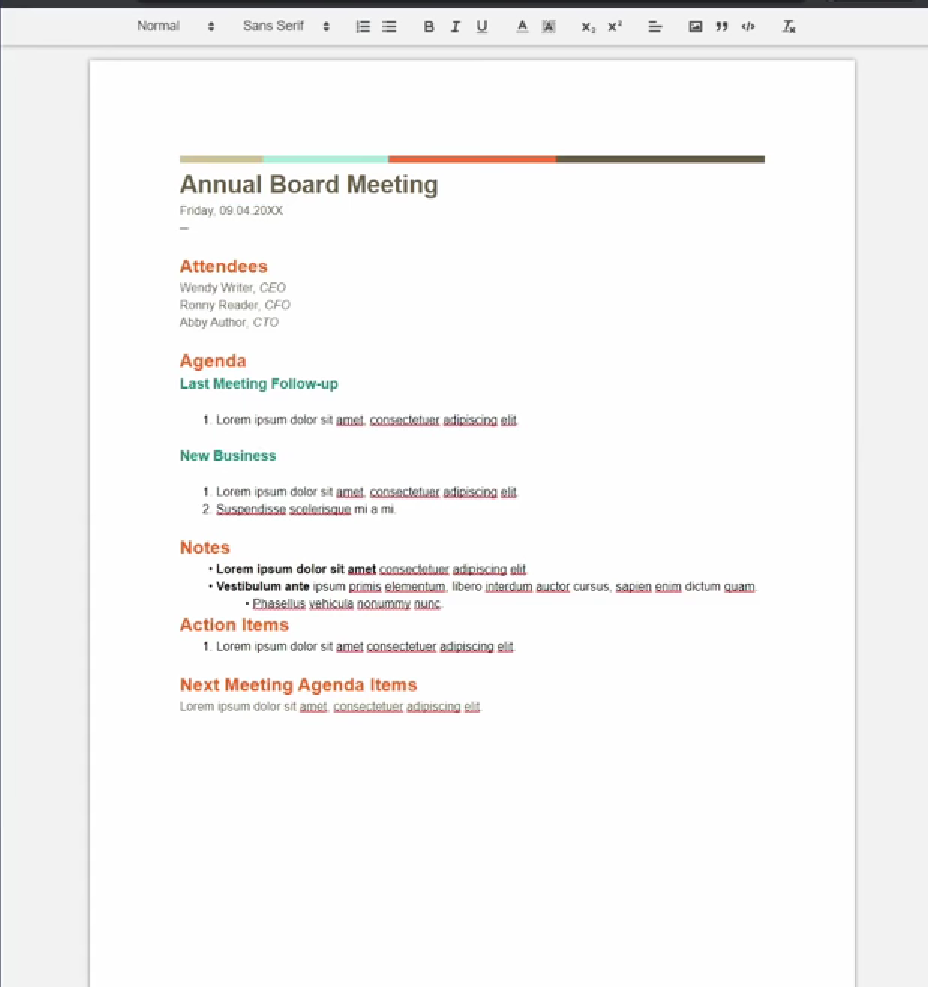 Normal Sans Serif
Annual Board Meeting
Friday, 09.04.20XX
—
Attendees
Wendy Writer, CEO
Ronny Reader, CFO
Abby Author, CTO
Agenda
Last Meeting Follow-up
1. Lorem ipsum dolor sit amet, consectetuer adipiscing elit.
New Business
1. Lorem ipsum dolor sit amet, consectetuer adipiscing elit.
2. Suspendisse scelerisque mi a mi.
Notes
• Lorem ipsum dolor sit amet consectetuer adipiscing elit.
• Vestibulum ante ipsum primis elementum, libero interdum auctor cursus, sapien enim dictum quam.
• Phasellus vehicula nonummy nunc.
Action Items
1. Lorem ipsum dolor sit amet consectetuer adipiscing elit.
Next Meeting Agenda Items
Lorem ipsum dolor sit amet, consectetuer adipiscing elit.